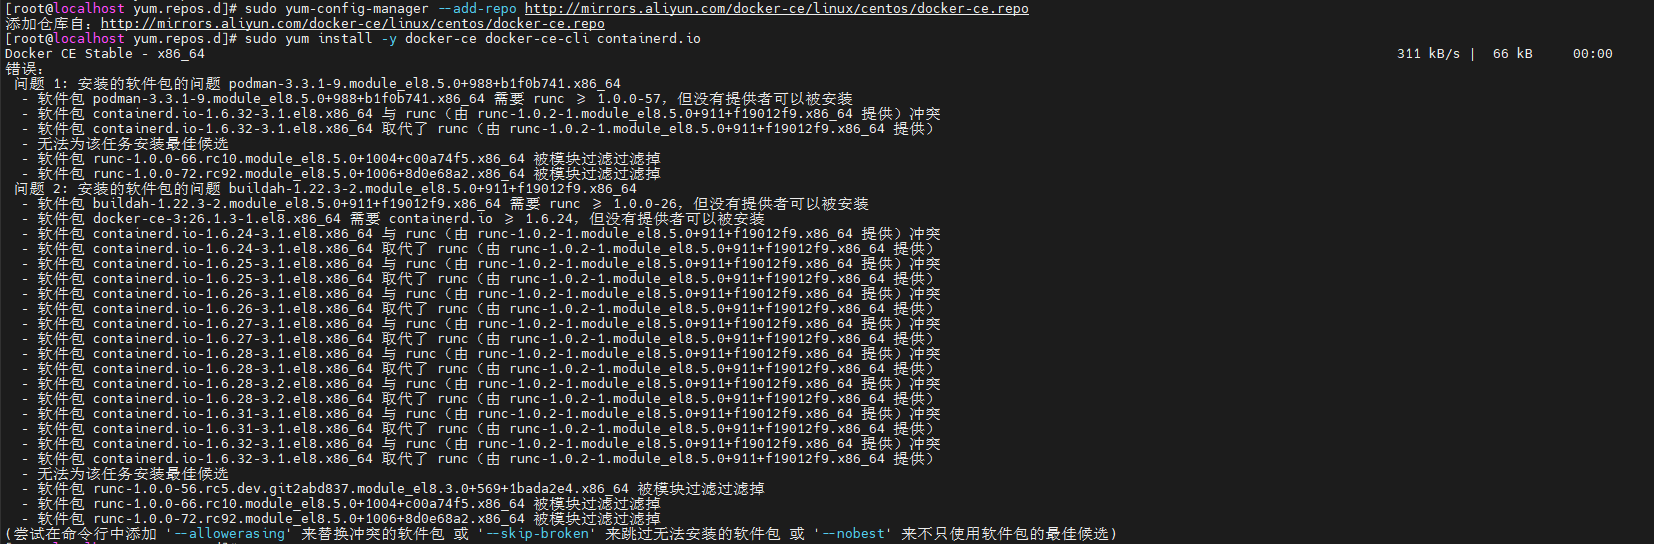 [root@localhost yum.repos.d]# sudo yum-config-manager --add-repo http://mirrors.aliyun.com/docker-ce/linux/centos/docker-ce.repo
添加仓库自：http://mirrors.aliyun.com/docker-ce/linux/centos/docker-ce.repo
[root@localhost yum.repos.d]# sudo yum install -y docker-ce docker-ce-cli containerd.io
Docker CE Stable - x86_64 311 kB/s | 66 kB 00:00
错误：
问题 1: 安装的软件包的问题 podman-3.3.1-9.module_el8.5.0+988+b1f0b741.x86_64
- 软件包 podman-3.3.1-9.module_el8.5.0+988+b1f0b741.x86_64 需要 runc >= 1.0.0-57，但没有提供者可以被安装
- 软件包 containerd.io-1.6.32-3.1.el8.x86_64 与 runc（由 runc-1.0.2-1.module_el8.5.0+911+f19012f9.x86_64 提供）冲突
- 软件包 containerd.io-1.6.32-3.1.el8.x86_64 取代了 runc（由 runc-1.0.2-1.module_el8.5.0+911+f19012f9.x86_64 提供）
- 无法为该任务安装最佳候选
- 软件包 runc-1.0.0-66.rc10.module_el8.5.0+1004+c00a74f5.x86_64 被模块过滤过滤掉
- 软件包 runc-1.0.0-72.rc92.module_el8.5.0+1006+8d0e68a2.x86_64 被模块过滤过滤掉
问题 2: 安装的软件包的问题 buildah-1.22.3-2.module_el8.5.0+911+f19012f9.x86_64
- 软件包 buildah-1.22.3-2.module_el8.5.0+911+f19012f9.x86_64 需要 runc >= 1.0.0-26，但没有提供者可以被安装
- 软件包 docker-ce-3:26.1.3-1.el8.x86_64 需要 containerd.io >= 1.6.24，但没有提供者可以被安装
- 软件包 containerd.io-1.6.24-3.1.el8.x86_64 与 runc（由 runc-1.0.2-1.module_el8.5.0+911+f19012f9.x86_64 提供）冲突
- 软件包 containerd.io-1.6.24-3.1.el8.x86_64 取代了 runc（由 runc-1.0.2-1.module_el8.5.0+911+f19012f9.x86_64 提供）
- 软件包 containerd.io-1.6.25-3.1.el8.x86_64 与 runc（由 runc-1.0.2-1.module_el8.5.0+911+f19012f9.x86_64 提供）冲突
- 软件包 containerd.io-1.6.25-3.1.el8.x86_64 取代了 runc（由 runc-1.0.2-1.module_el8.5.0+911+f19012f9.x86_64 提供）
- 软件包 containerd.io-1.6.26-3.1.el8.x86_64 与 runc（由 runc-1.0.2-1.module_el8.5.0+911+f19012f9.x86_64 提供）冲突
- 软件包 containerd.io-1.6.26-3.1.el8.x86_64 取代了 runc（由 runc-1.0.2-1.module_el8.5.0+911+f19012f9.x86_64 提供）
- 软件包 containerd.io-1.6.27-3.1.el8.x86_64 与 runc（由 runc-1.0.2-1.module_el8.5.0+911+f19012f9.x86_64 提供）冲突
- 软件包 containerd.io-1.6.27-3.1.el8.x86_64 取代了 runc（由 runc-1.0.2-1.module_el8.5.0+911+f19012f9.x86_64 提供）
- 软件包 containerd.io-1.6.28-3.1.el8.x86_64 与 runc（由 runc-1.0.2-1.module_el8.5.0+911+f19012f9.x86_64 提供）冲突
- 软件包 containerd.io-1.6.28-3.1.el8.x86_64 取代了 runc（由 runc-1.0.2-1.module_el8.5.0+911+f19012f9.x86_64 提供）
- 软件包 containerd.io-1.6.28-3.2.el8.x86_64 与 runc（由 runc-1.0.2-1.module_el8.5.0+911+f19012f9.x86_64 提供）冲突
- 软件包 containerd.io-1.6.28-3.2.el8.x86_64 取代了 runc（由 runc-1.0.2-1.module_el8.5.0+911+f19012f9.x86_64 提供）
- 软件包 containerd.io-1.6.31-3.1.el8.x86_64 与 runc（由 runc-1.0.2-1.module_el8.5.0+911+f19012f9.x86_64 提供）冲突
- 软件包 containerd.io-1.6.31-3.1.el8.x86_64 取代了 runc（由 runc-1.0.2-1.module_el8.5.0+911+f19012f9.x86_64 提供）
- 软件包 containerd.io-1.6.32-3.1.el8.x86_64 与 runc（由 runc-1.0.2-1.module_el8.5.0+911+f19012f9.x86_64 提供）冲突
- 软件包 containerd.io-1.6.32-3.1.el8.x86_64 取代了 runc（由 runc-1.0.2-1.module_el8.5.0+911+f19012f9.x86_64 提供）
- 无法为该任务安装最佳候选
- 软件包 runc-1.0.0-56.rc5.dev.git2abd837.module_el8.3.0+569+1bada2e4.x86_64 被模块过滤过滤掉
- 软件包 runc-1.0.0-66.rc10.module_el8.5.0+1004+c00a74f5.x86_64 被模块过滤过滤掉
- 软件包 runc-1.0.0-72.rc92.module_el8.5.0+1006+8d0e68a2.x86_64 被模块过滤过滤掉
(尝试在命令行中添加 '--allowerasing' 来替换冲突的软件包 或 '--skip-broken' 来跳过无法安装的软件包 或 '--nobest' 来不只使用软件包的最佳候选)